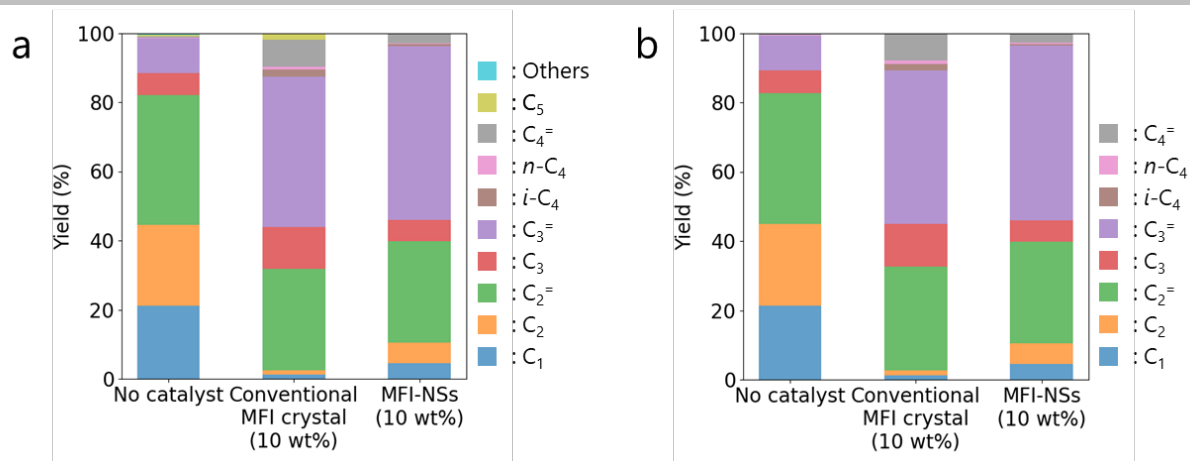 a
100
80
60
40
20
0
Yield (%)
No catalyst
Conventional
MFI crystal
(10 wt%)
MFI-NSs
(10 wt%)
: Others
: C₅
: C₄⁼
: n-C₄
: i-C₄
: C₃⁼
: C₃
: C₂⁼
: C₂
: C₁
b
100
80
60
40
20
0
Yield (%)
No catalyst
Conventional
MFI crystal
(10 wt%)
MFI-NSs
(10 wt%)
: C₄⁼
: n-C₄
: i-C₄
: C₃⁼
: C₃
: C₂⁼
: C₂
: C₁